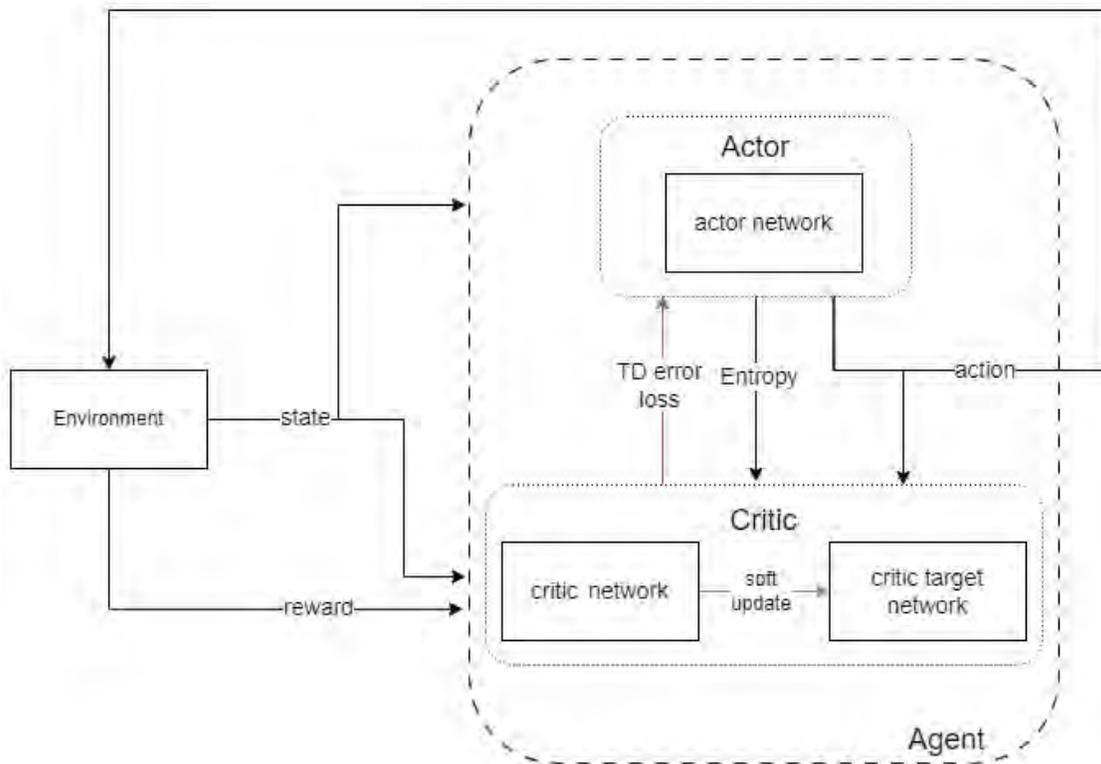 Actor
actor network
TD error
loss
Entropy
action
Environment
state
Critic
critic network
soft
update
critic target
network
reward
Agent